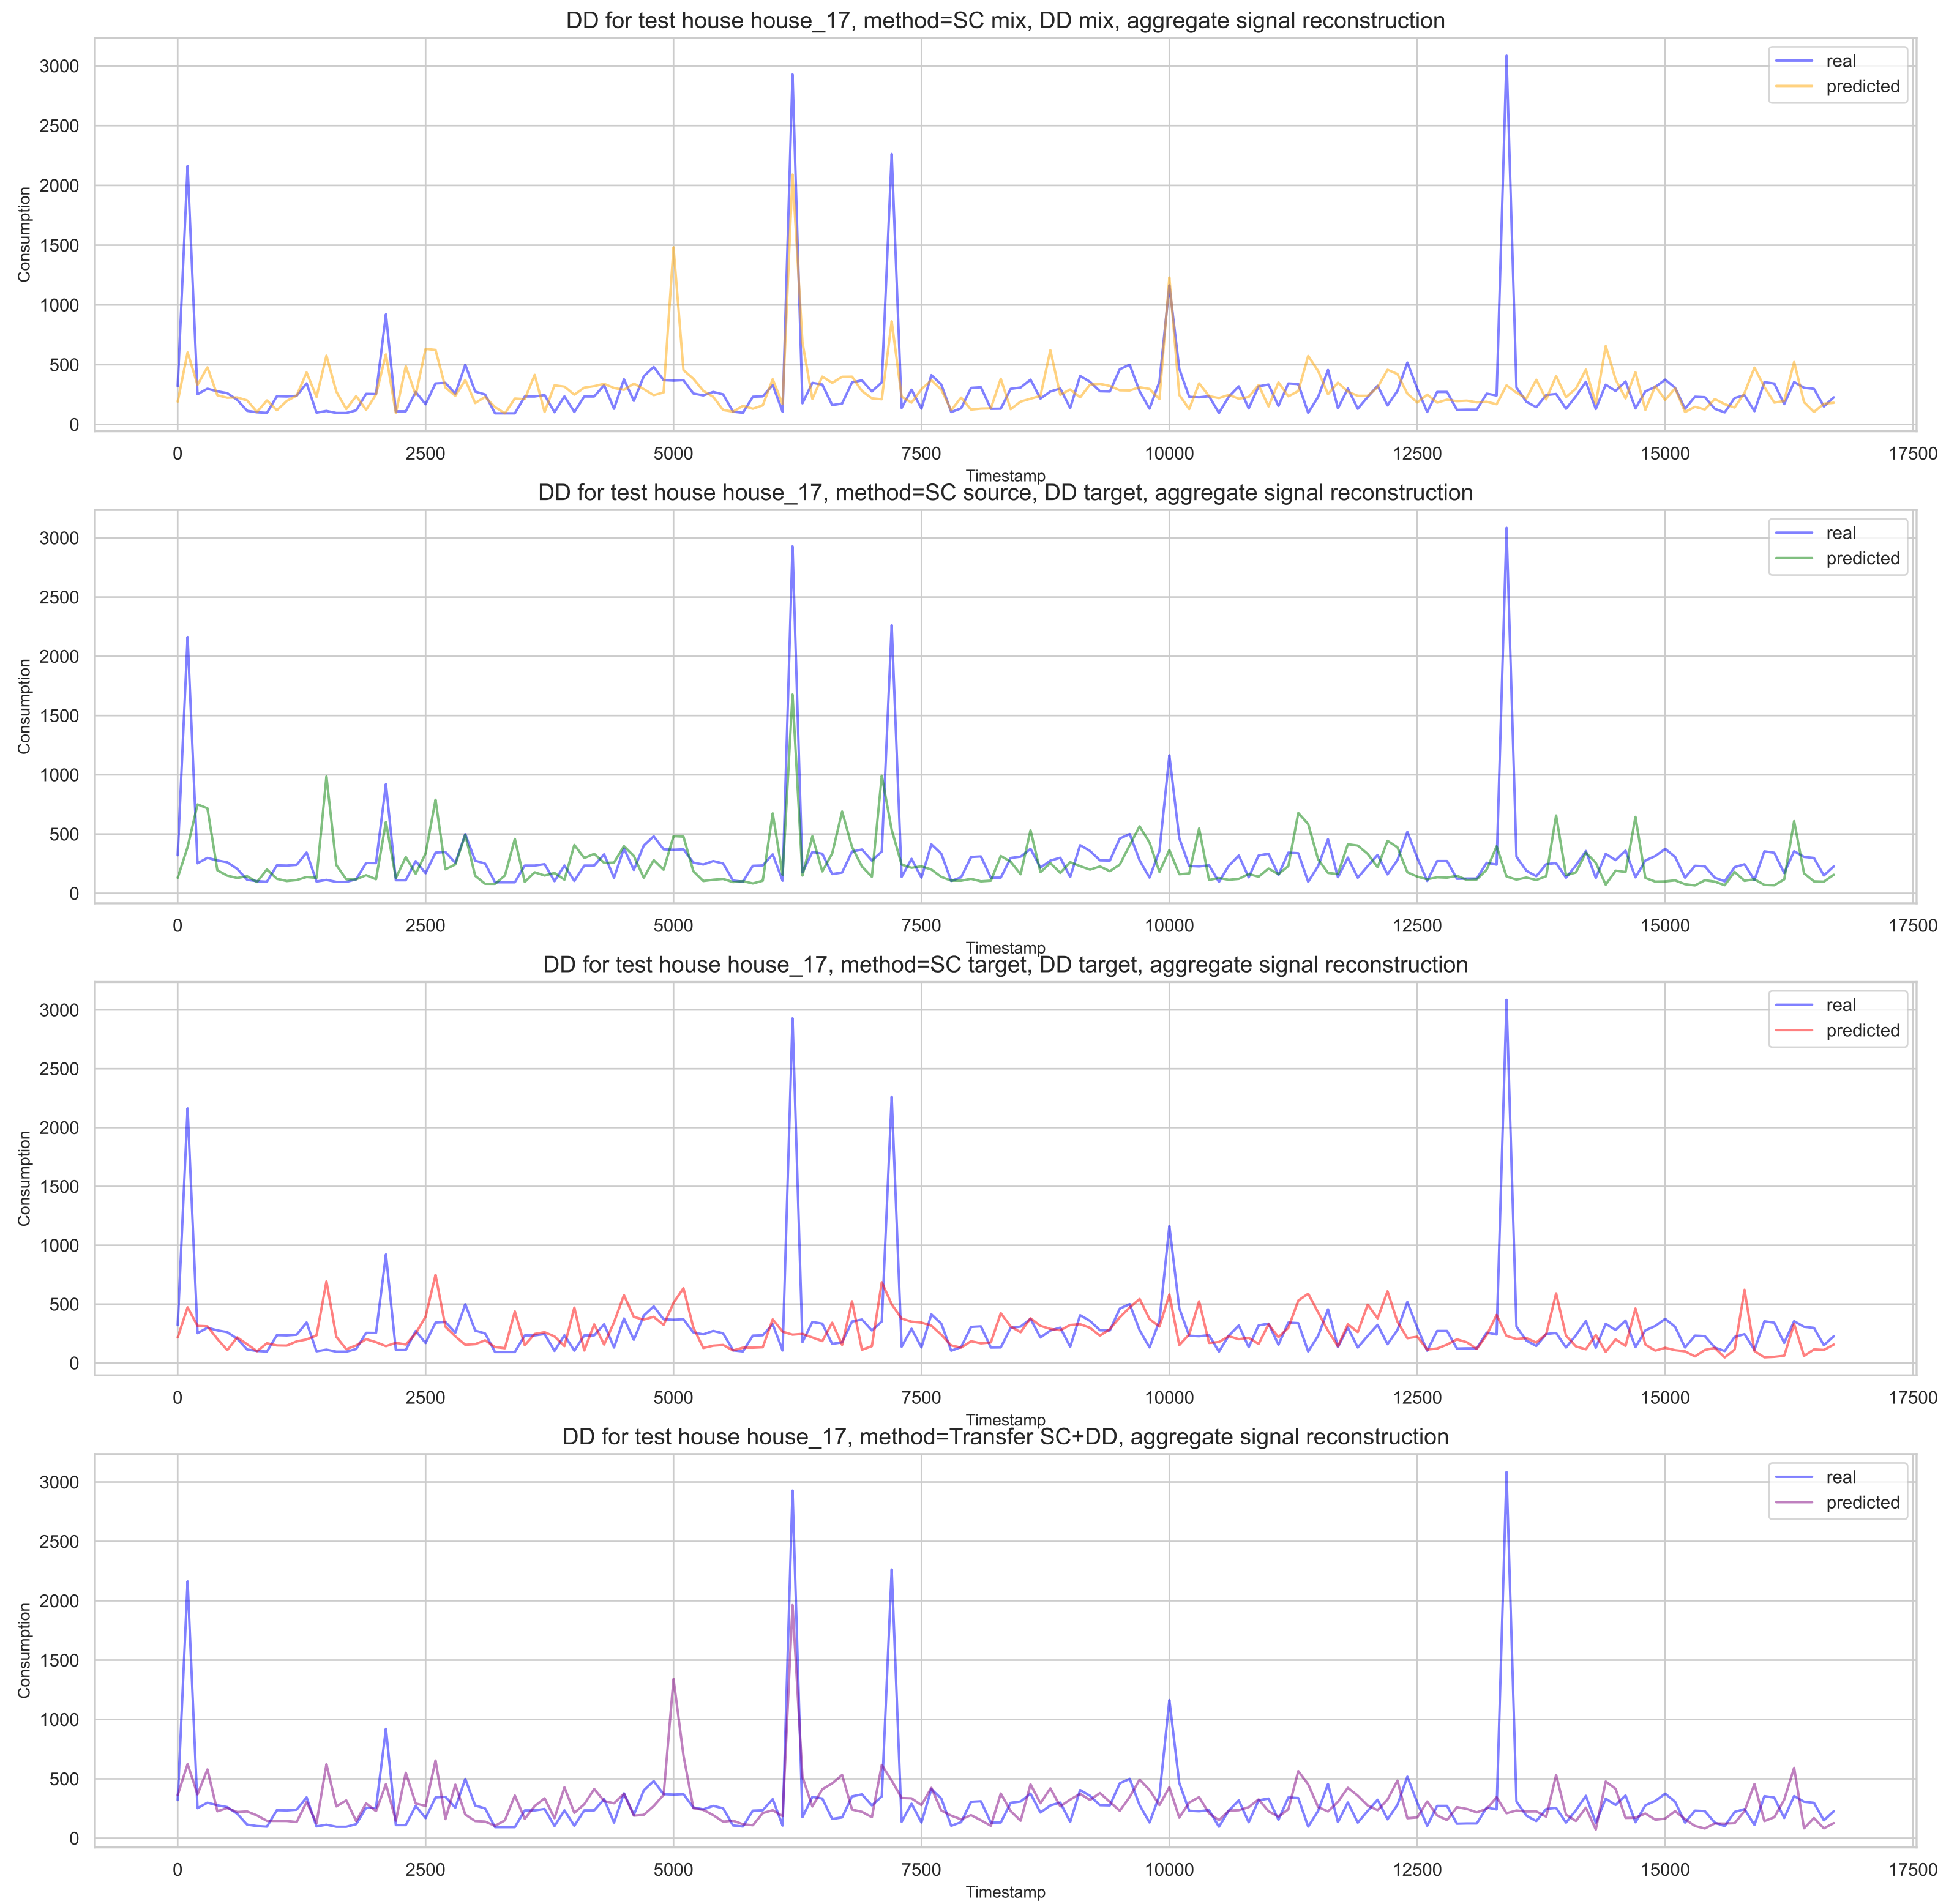 DD for test house house_17, method=SC mix, DD mix, aggregate signal reconstruction
real
predicted
Consumption
3000
2500
2000
1500
1000
500
0
0 2500 5000 7500 10000 12500 15000 17500
Timestamp
DD for test house house_17, method=SC source, DD target, aggregate signal reconstruction
real
predicted
Consumption
3000
2500
2000
1500
1000
500
0
0 2500 5000 7500 10000 12500 15000 17500
Timestamp
DD for test house house_17, method=SC target, DD target, aggregate signal reconstruction
real
predicted
Consumption
3000
2500
2000
1500
1000
500
0
0 2500 5000 7500 10000 12500 15000 17500
Timestamp
DD for test house house_17, method=Transfer SC+DD, aggregate signal reconstruction
real
predicted
Consumption
3000
2500
2000
1500
1000
500
0
0 2500 5000 7500 10000 12500 15000 17500
Timestamp